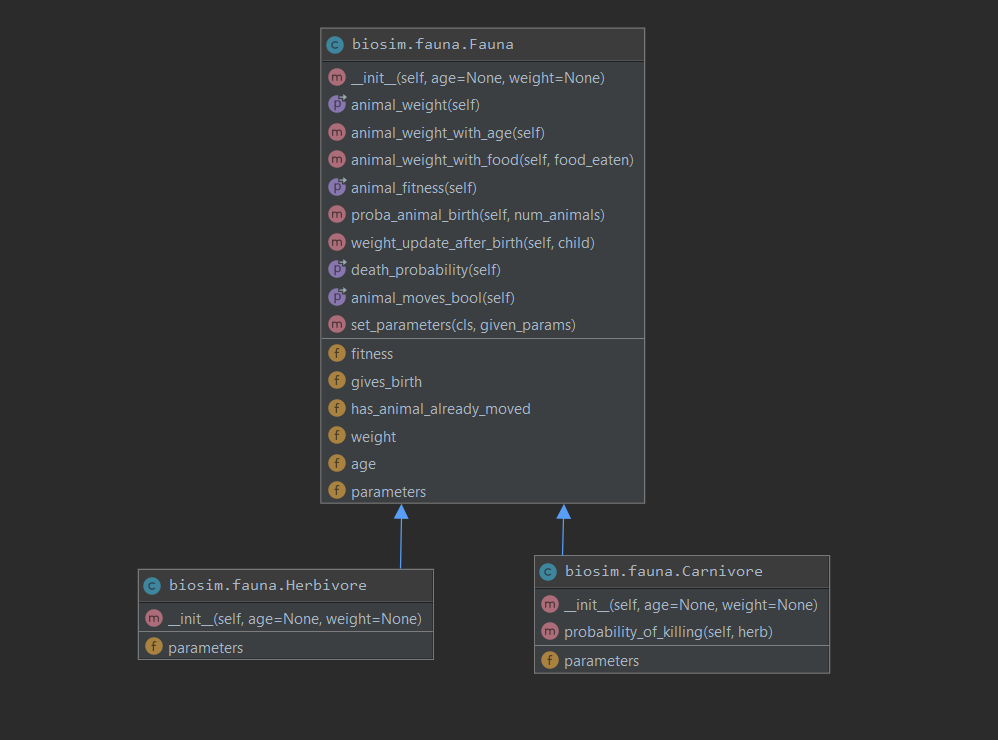 C biosim.fauna.Fauna
m __init__(self, age=None, weight=None)
p animal_weight(self)
m animal_weight_with_age(self)
m animal_weight_with_food(self, food_eaten)
p animal_fitness(self)
m proba_animal_birth(self, num_animals)
m weight_update_after_birth(self, child)
p death_probability(self)
p animal_moves_bool(self)
m set_parameters(cls, given_params)
f fitness
f gives_birth
f has_animal_already_moved
f weight
f age
f parameters
C biosim.fauna.Herbivore
m __init__(self, age=None, weight=None)
f parameters
C biosim.fauna.Carnivore
m __init__(self, age=None, weight=None)
m probability_of_killing(self, herb)
f parameters